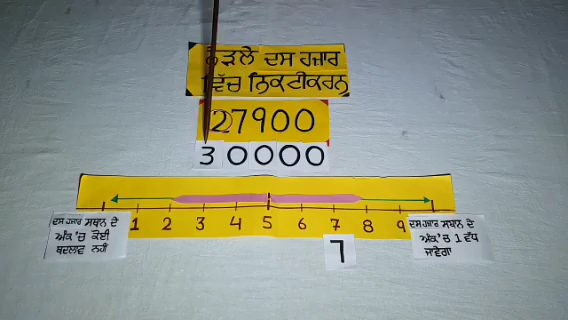 ਨੇੜਲੇ ਦਸ ਹਜ਼ਾਰ
ਵਿੱਚ ਨਿਕਟੀਕਰਨ
27900
30000
1 2 3 4 5 6 7 8 9
ਦਸ ਹਜ਼ਾਰ ਸਥਾਨ ਦੇ
ਅੰਕ 'ਚ ਕੋਈ
ਬਦਲਾਵ ਨਹੀਂ
7
ਦਸ ਹਜ਼ਾਰ ਸਥਾਨ ਦੇ
ਅੰਕ 'ਚ 1 ਵੱਧ
ਜਾਵੇਗਾ